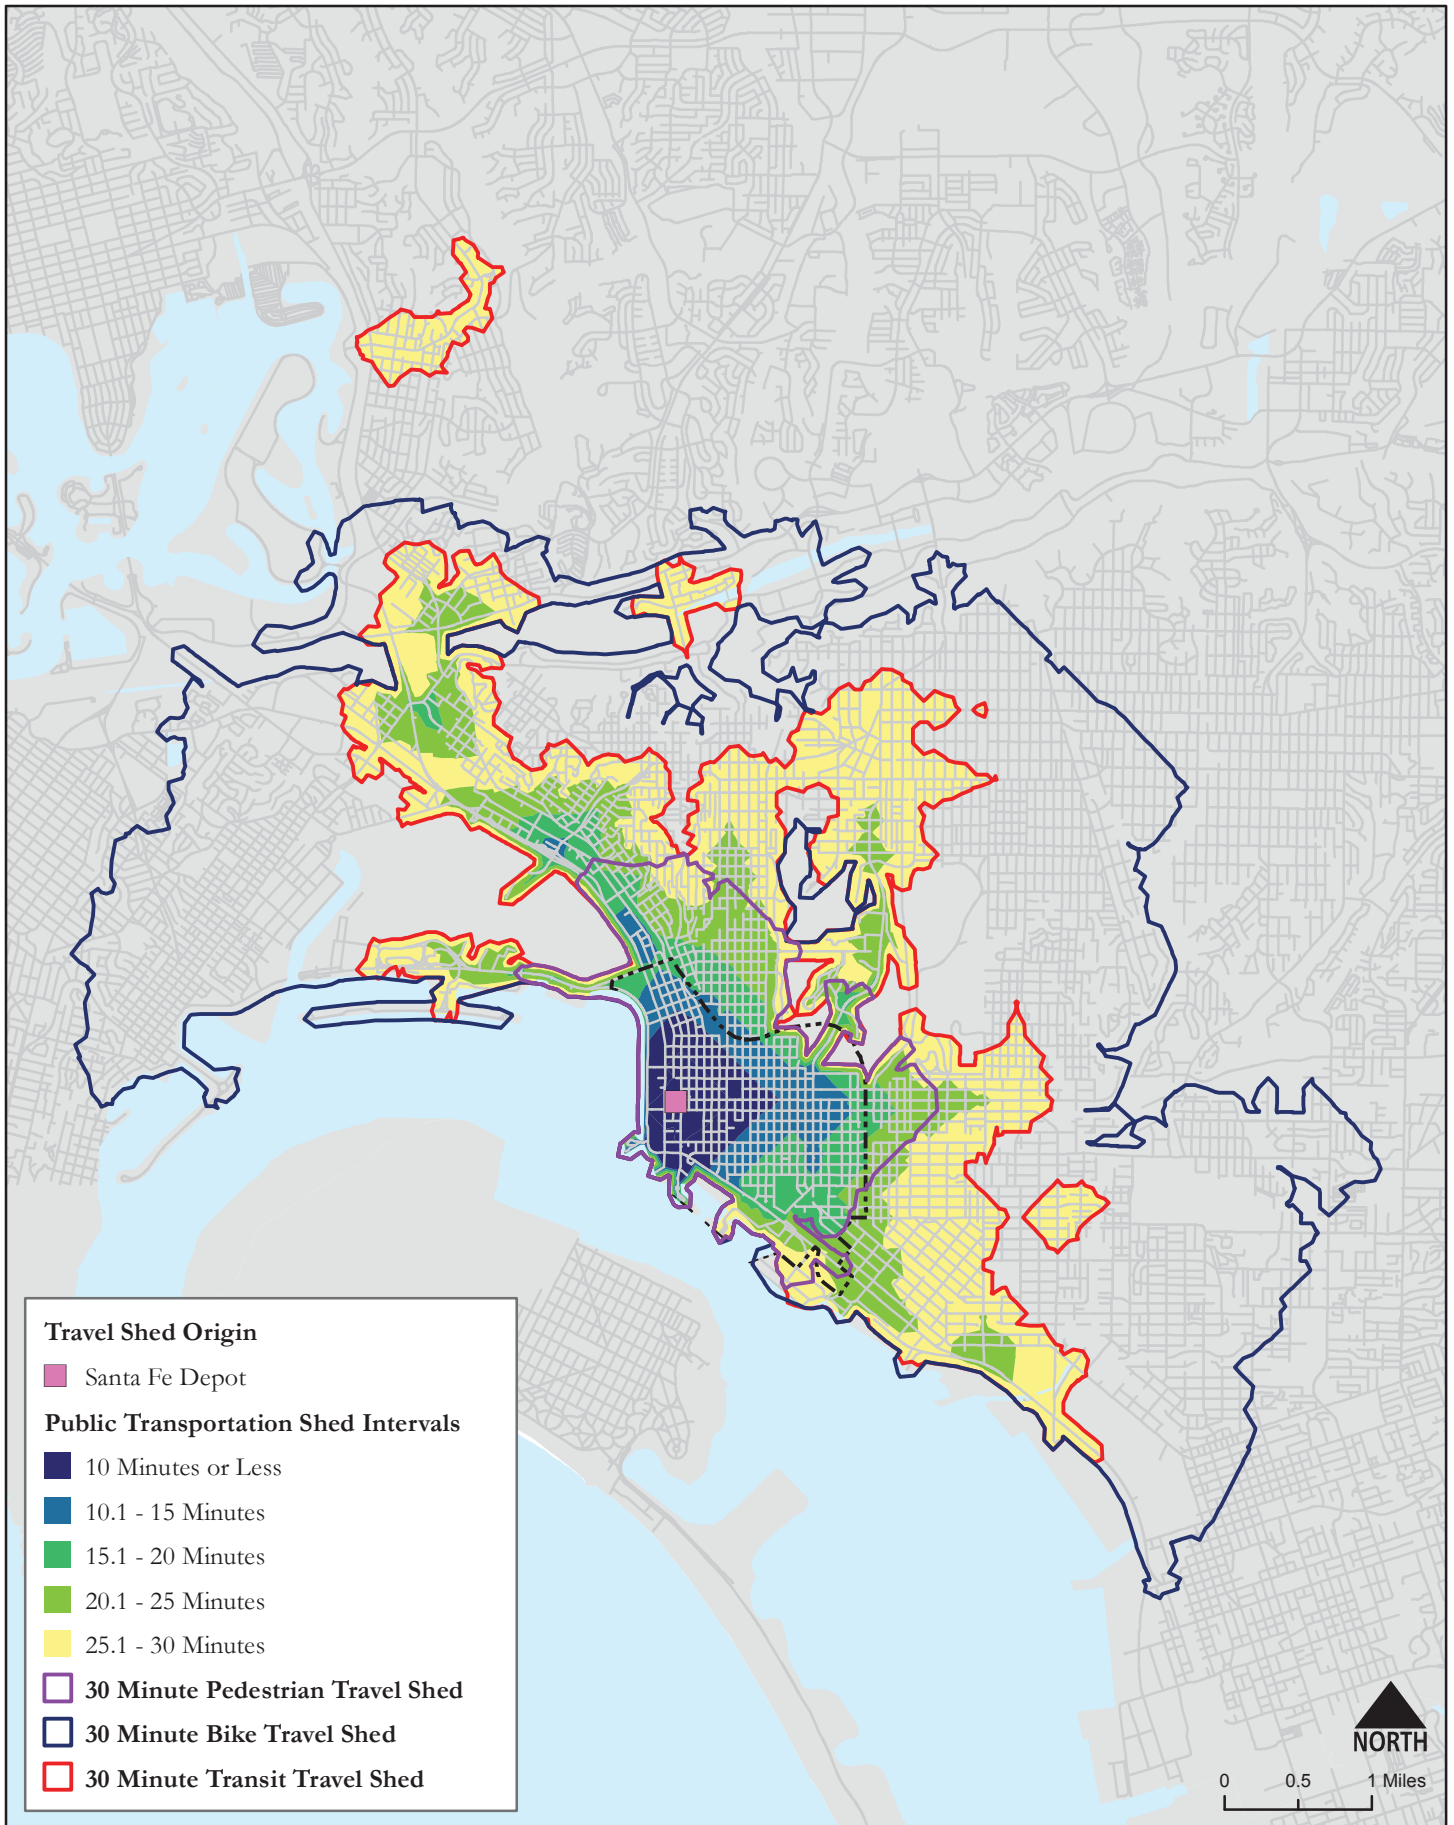 Travel Shed Origin
Santa Fe Depot
Public Transportation Shed Intervals
10 Minutes or Less
10.1 - 15 Minutes
15.1 - 20 Minutes
20.1 - 25 Minutes
25.1 - 30 Minutes
30 Minute Pedestrian Travel Shed
30 Minute Bike Travel Shed
30 Minute Transit Travel Shed
NORTH
0 0.5 1 Miles